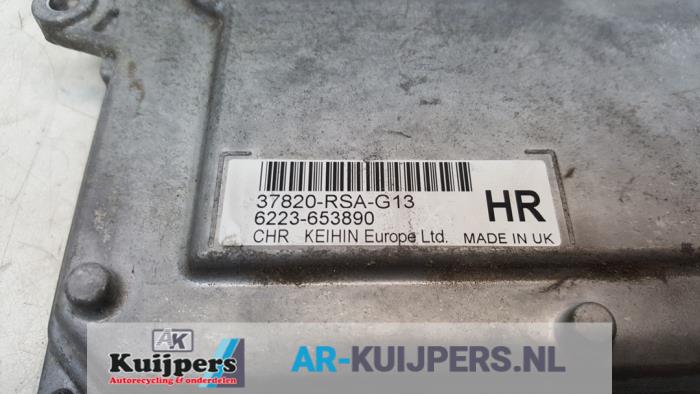 37820-RSA-G13
6223-653890
HR
CHR KEIHIN Europe Ltd. MADE IN UK
AK
Kuijpers
Autorecycling & onderdelen
AR-KUIJPERS.NL